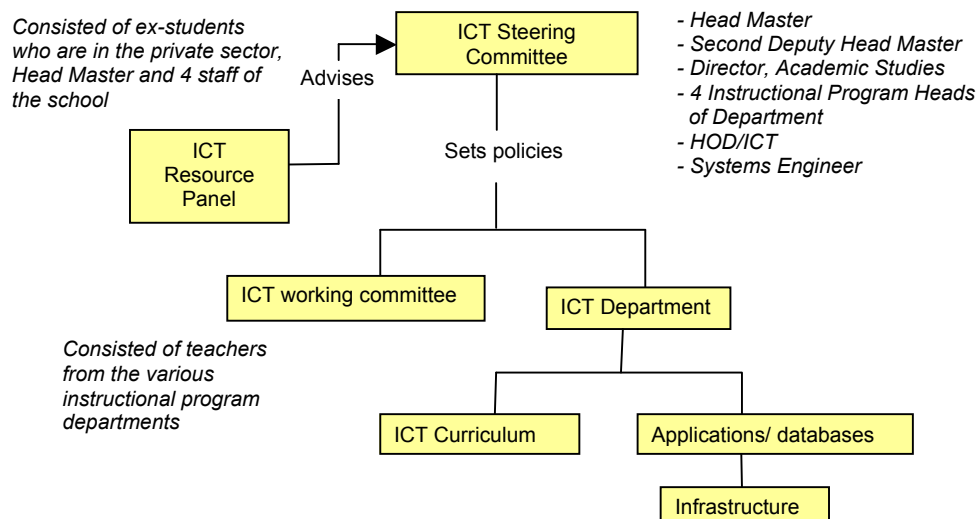 Consisted of ex-students
who are in the private sector,
Head Master and 4 staff of
the school
ICT Steering
Committee
- Head Master
- Second Deputy Head Master
- Director, Academic Studies
- 4 Instructional Program Heads
of Department
- HOD/ICT
- Systems Engineer
Advises
ICT
Resource
Panel
Sets policies
ICT working committee
ICT Department
Consisted of teachers
from the various
instructional program
departments
ICT Curriculum
Applications/ databases
Infrastructure